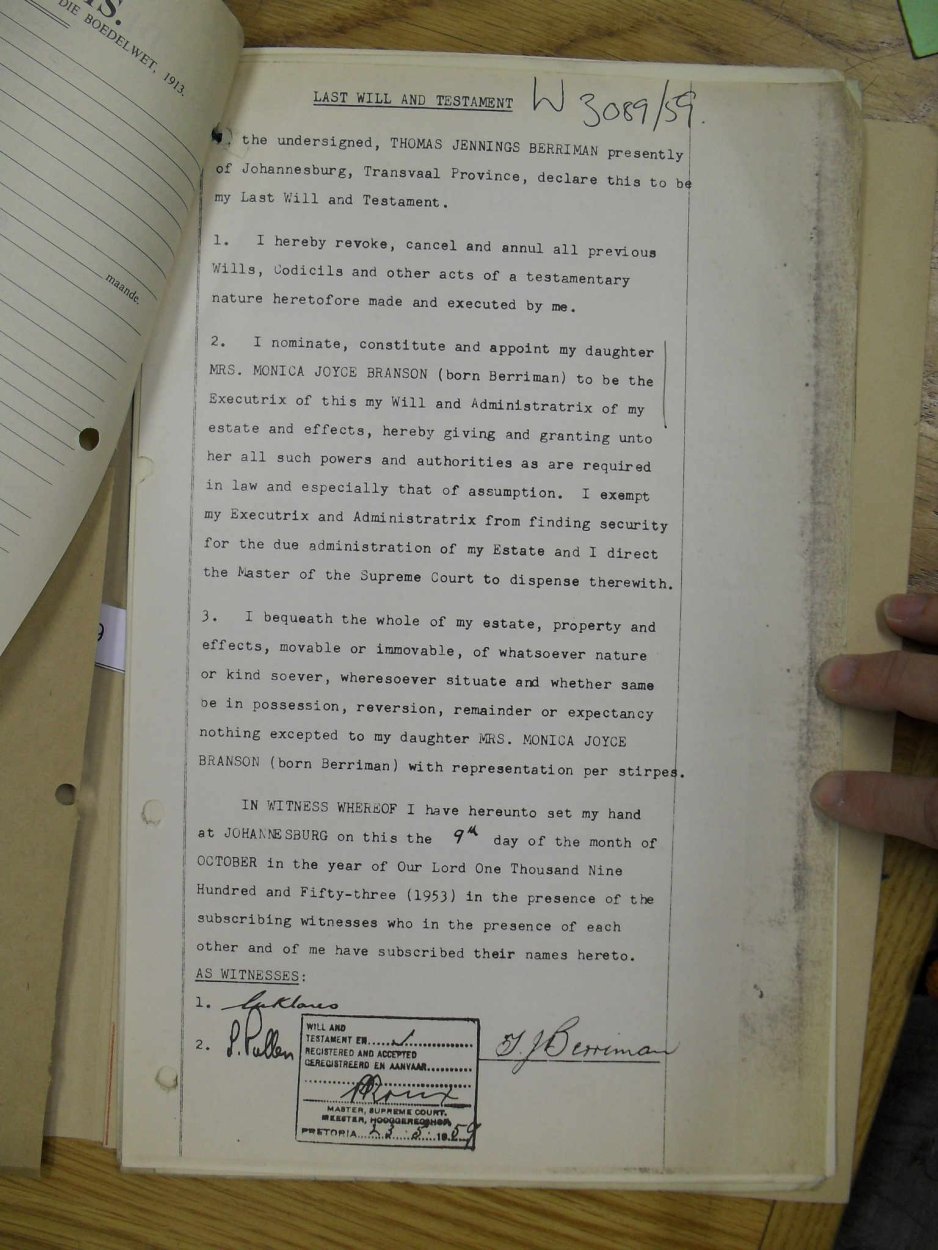 S.
DIE BOEDELWET, 1913.
maande.
9
LAST WILL AND TESTAMENT W 3089/59.
the undersigned, THOMAS JENNINGS BERRIMAN presently
of Johannesburg, Transvaal Province, declare this to be
my Last Will and Testament.
1. I hereby revoke, cancel and annul all previous
Wills, Codicils and other acts of a testamentary
nature heretofore made and executed by me.
2. I nominate, constitute and appoint my daughter
MRS. MONICA JOYCE BRANSON (born Berriman) to be the
Executrix of this my Will and Administratrix of my
estate and effects, hereby giving and granting unto
her all such powers and authorities as are required
in law and especially that of assumption. I exempt
my Executrix and Administratrix from finding security
for the due administration of my Estate and I direct
the Master of the Supreme Court to dispense therewith.
3. I bequeath the whole of my estate, property and
effects, movable or immovable, of whatsoever nature
or kind soever, wheresoever situate and whether same
be in possession, reversion, remainder or expectancy
nothing excepted to my daughter MRS. MONICA JOYCE
BRANSON (born Berriman) with representation per stirpes.
IN WITNESS WHEREOF I have hereunto set my hand
at JOHANNESBURG on this the 9th day of the month of
OCTOBER in the year of Our Lord One Thousand Nine
Hundred and Fifty-three (1953) in the presence of the
subscribing witnesses who in the presence of each
other and of me have subscribed their names hereto.
AS WITNESSES:
1.
2. Pullen
T J Berriman
WILL AND
TESTAMENT EN
REGISTERED AND ACCEPTED
GEREGISTREERD EN AANVAAR
Roux
MASTER, SUPREME COURT.
MEESTER, HOOGGEREGSHOF,
PRETORIA 23.5.1959